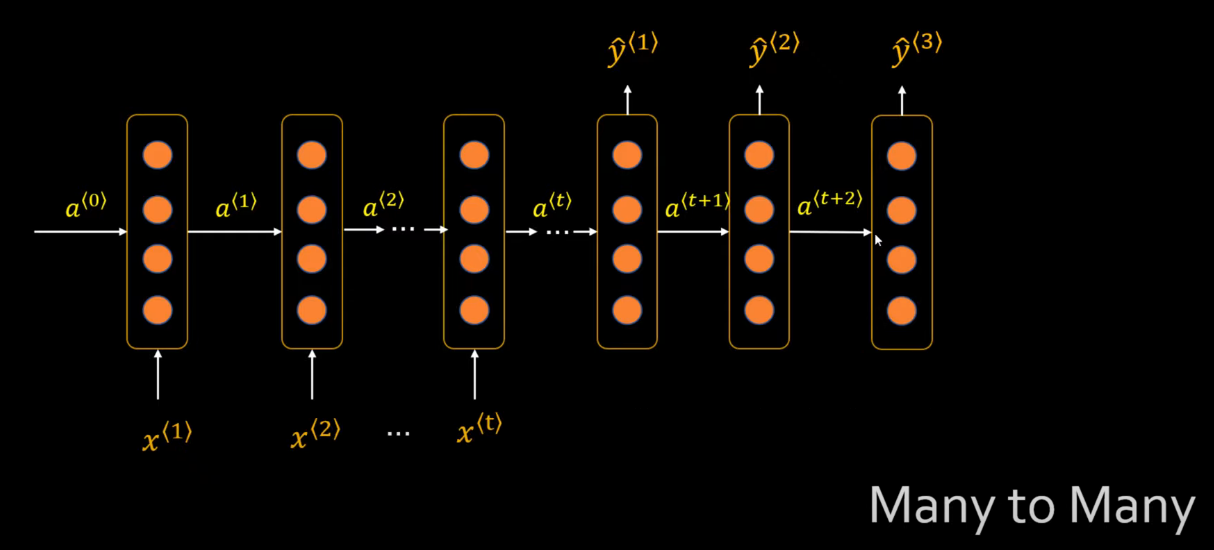 ŷ⟨1⟩ ŷ⟨2⟩ ŷ⟨3⟩
a⟨0⟩ a⟨1⟩ a⟨2⟩ ... a⟨t⟩ ... a⟨t+1⟩ a⟨t+2⟩
x⟨1⟩ x⟨2⟩ ... x⟨t⟩
Many to Many